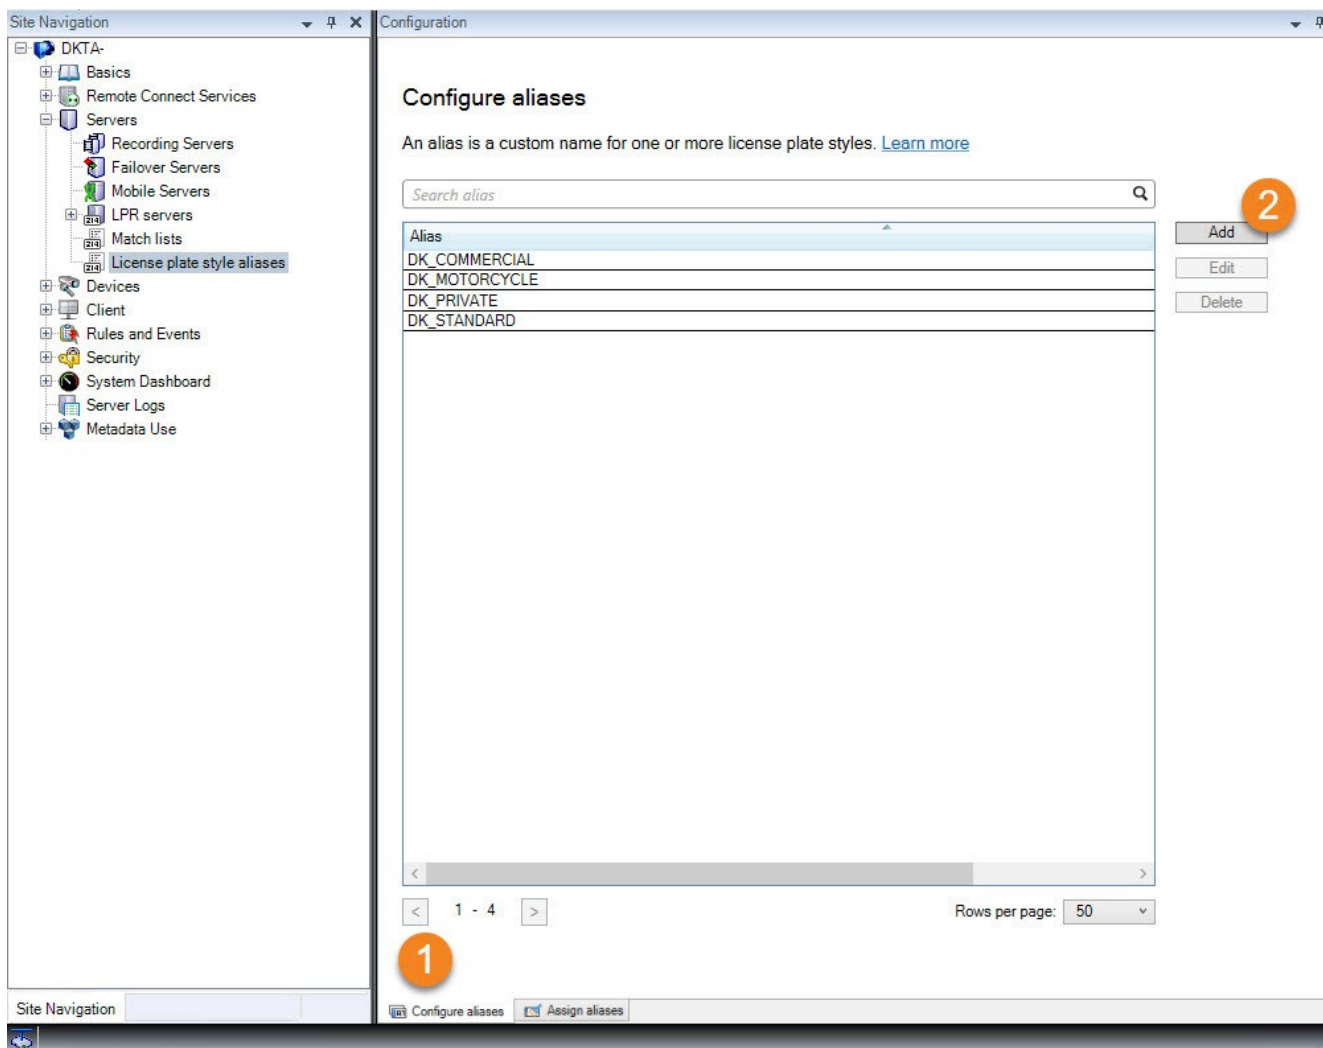 Site Navigation
DKTA-
Basics
Remote Connect Services
Servers
Recording Servers
Failover Servers
Mobile Servers
LPR servers
Match lists
License plate style aliases
Devices
Client
Rules and Events
Security
System Dashboard
Server Logs
Metadata Use
Site Navigation
Configuration
Configure aliases
An alias is a custom name for one or more license plate styles. Learn more
Search alias
Alias
DK_COMMERCIAL
DK_MOTORCYCLE
DK_PRIVATE
DK_STANDARD
2
Add
Edit
Delete
< 1 - 4 >
Rows per page: 50
1
Configure aliases
Assign aliases